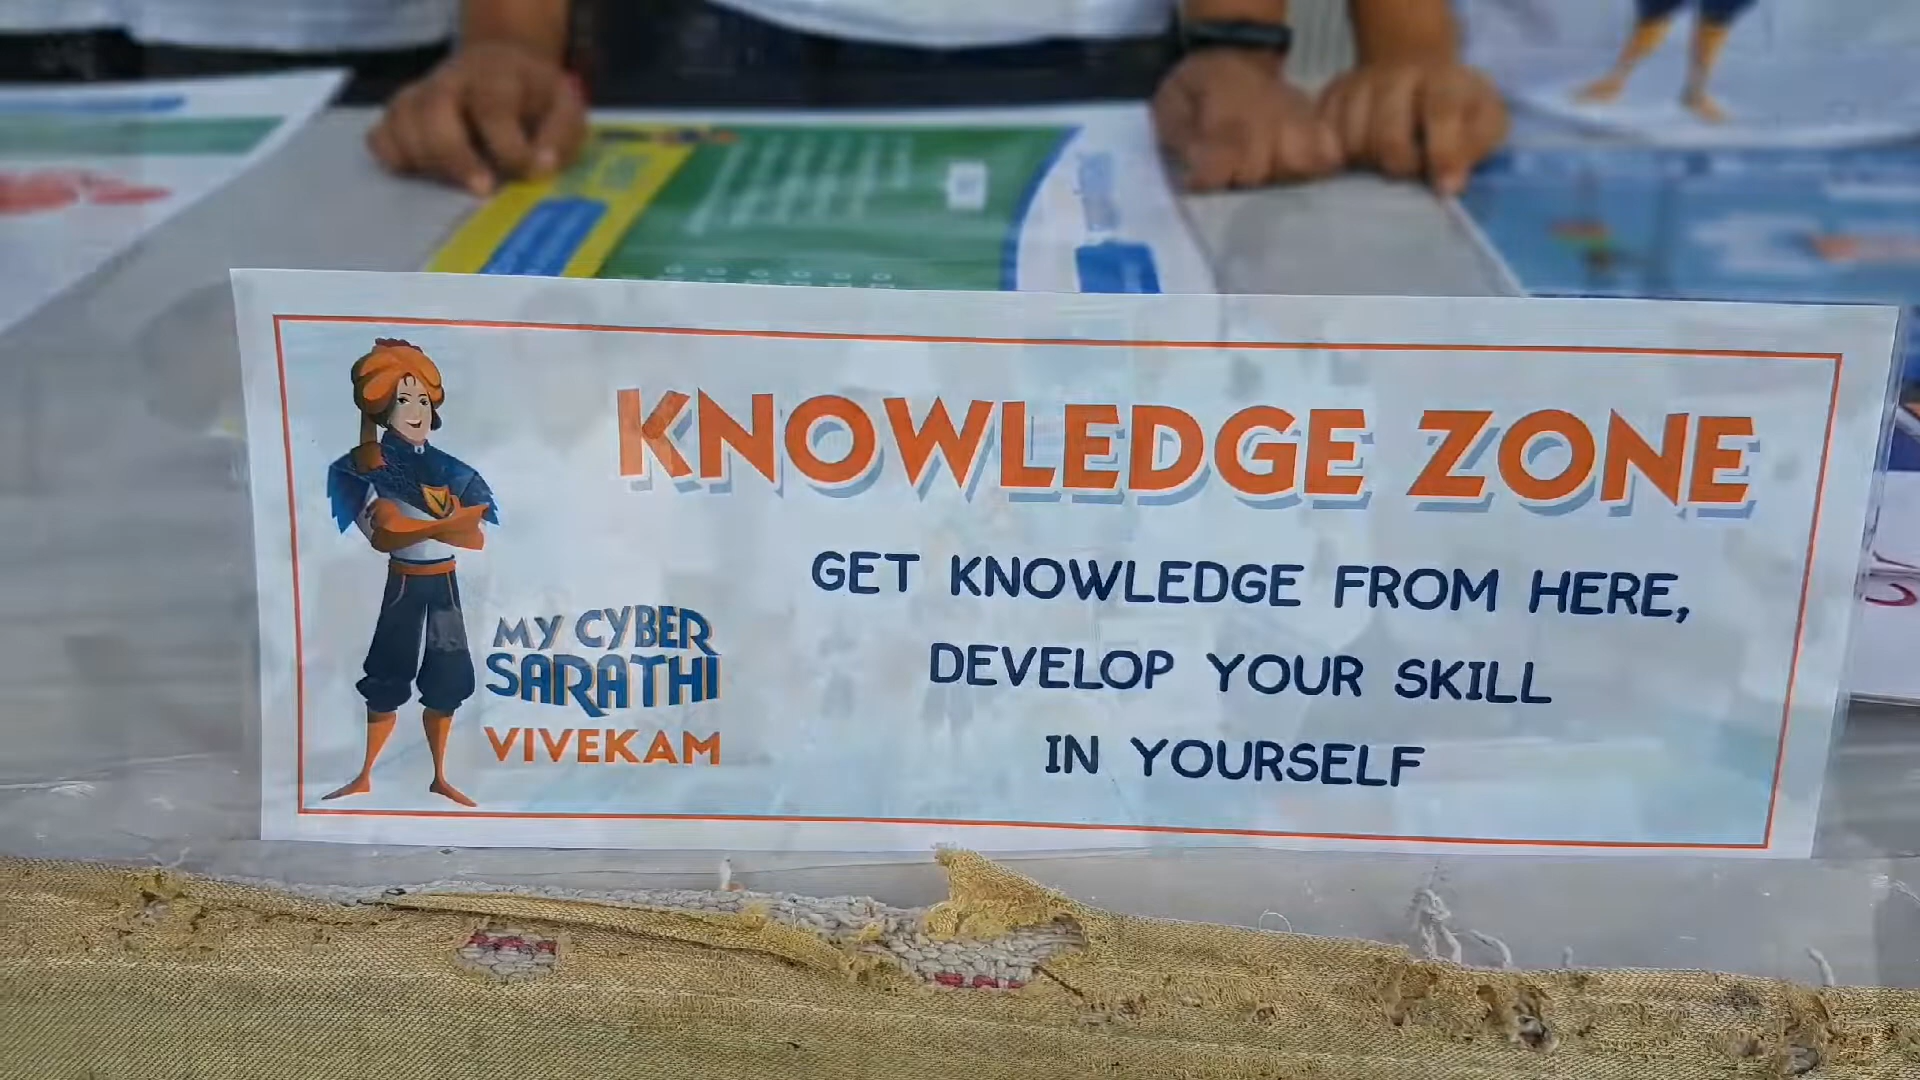 KNOWLEDGE ZONE
GET KNOWLEDGE FROM HERE,
DEVELOP YOUR SKILL
IN YOURSELF
MY CYBER
SARATHI
VIVEKAM